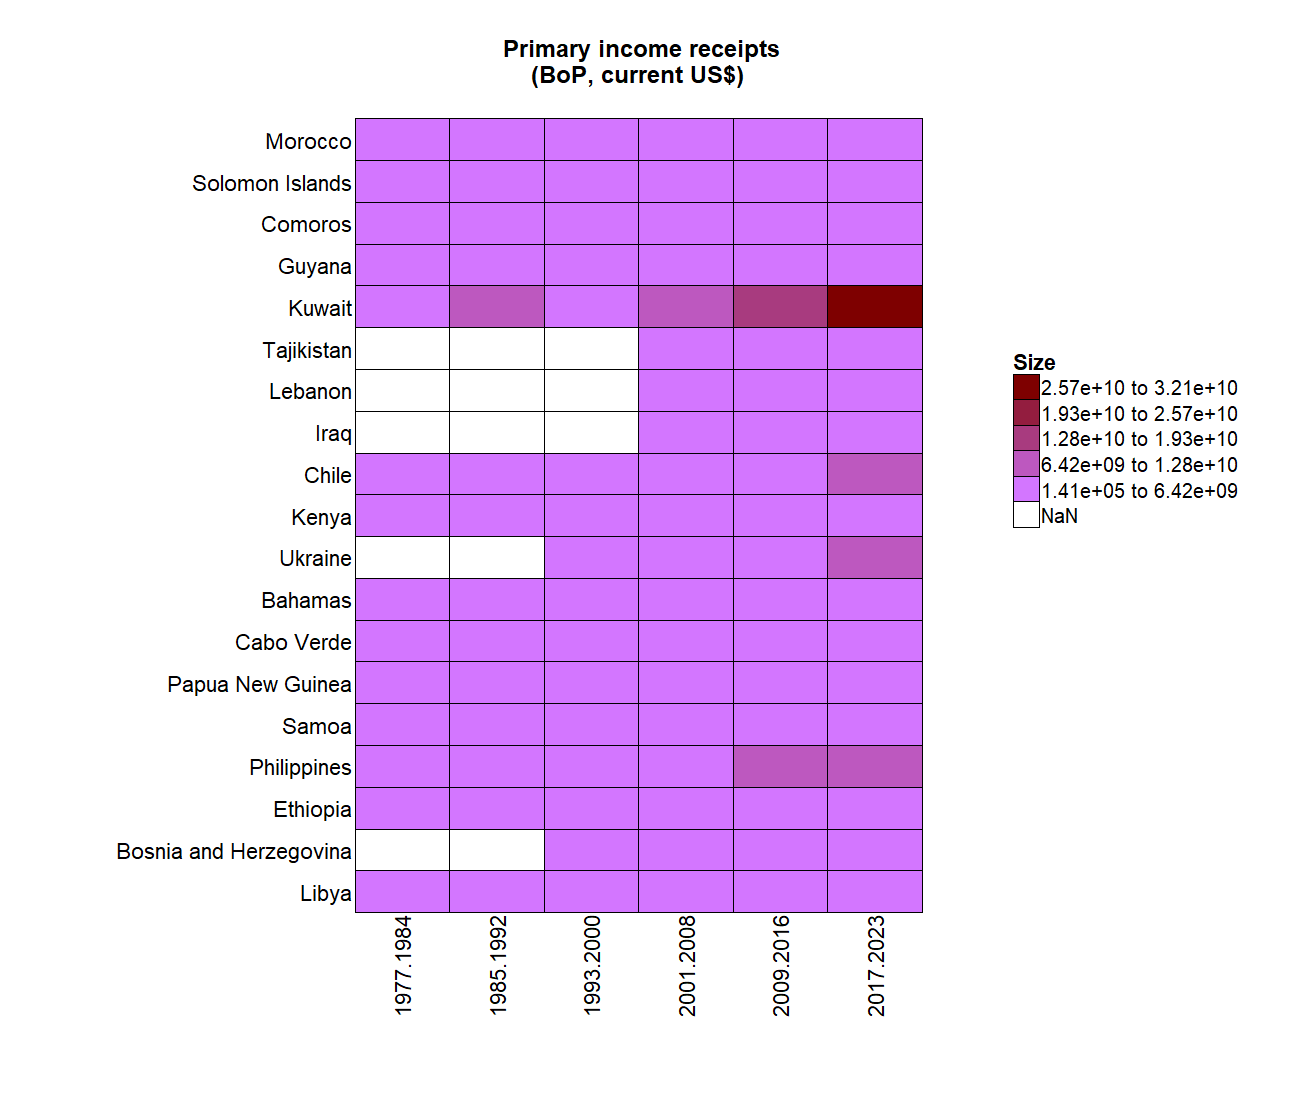 Primary income receipts
(BoP, current US$)
Morocco
Solomon Islands
Comoros
Guyana
Kuwait
Tajikistan
Lebanon
Iraq
Chile
Kenya
Ukraine
Bahamas
Cabo Verde
Papua New Guinea
Samoa
Philippines
Ethiopia
Bosnia and Herzegovina
Libya
1977.1984
1985.1992
1993.2000
2001.2008
2009.2016
2017.2023
Size
2.57e+10 to 3.21e+10
1.93e+10 to 2.57e+10
1.28e+10 to 1.93e+10
6.42e+09 to 1.28e+10
1.41e+05 to 6.42e+09
NaN